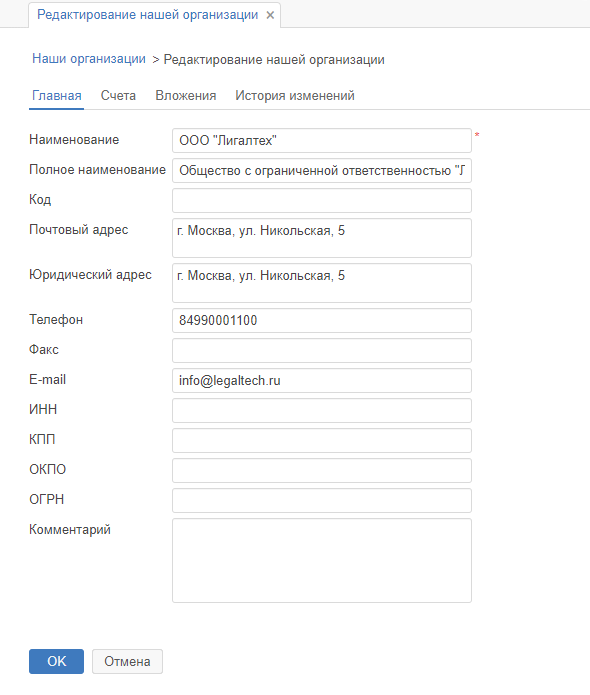 Редактирование нашей организации ×
Наши организации > Редактирование нашей организации
Главная Счета Вложения История изменений
Наименование ООО "Лигалтех" *
Полное наименование Общество с ограниченной ответственностью "Л
Код
Почтовый адрес г. Москва, ул. Никольская, 5
Юридический адрес г. Москва, ул. Никольская, 5
Телефон 84990001100
Факс
E-mail info@legaltech.ru
ИНН
КПП
ОКПО
ОГРН
Комментарий
OK Отмена